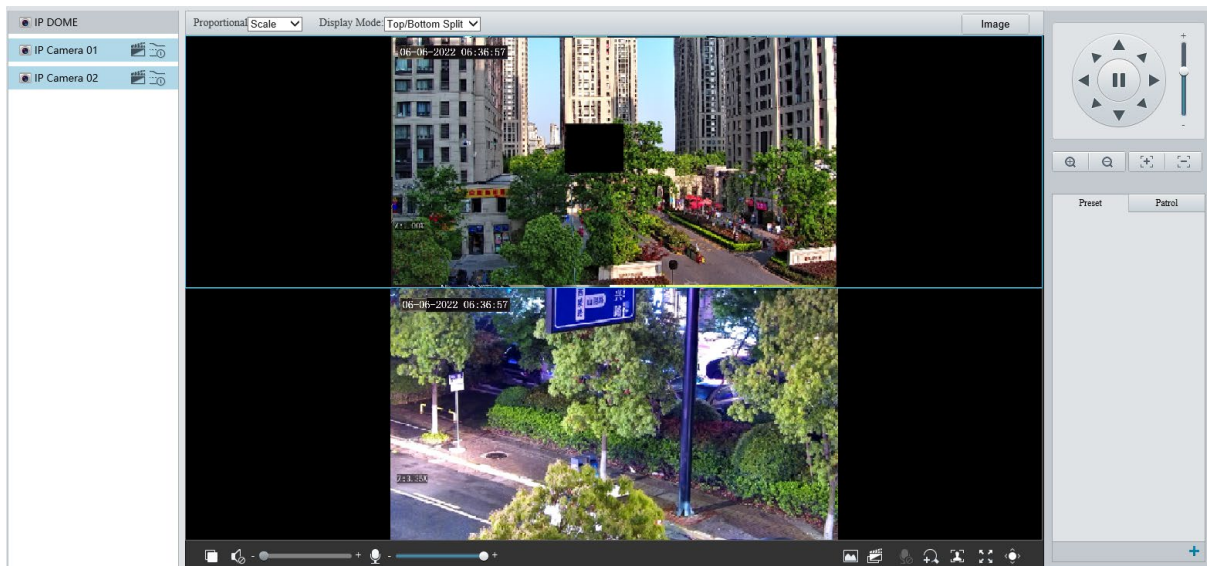 IP DOME
IP Camera 01
IP Camera 02
Proportional Scale Display Mode: Top/Bottom Split Image
06-06-2022 06:36:57
06-06-2022 06:36:57
Preset Patrol